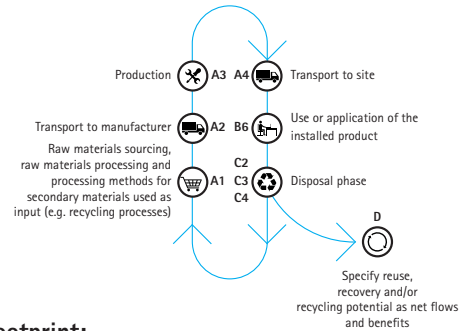 Production
A3
A4
Transport to site
Transport to manufacturer
A2
B6
Use or application of the
installed product
Raw materials sourcing,
raw materials processing and
processing methods for
secondary materials used as
input (e.g. recycling processes)
A1
C2
C3
C4
Disposal phase
D
Specify reuse,
recovery and/or
recycling potential as net flows
and benefits